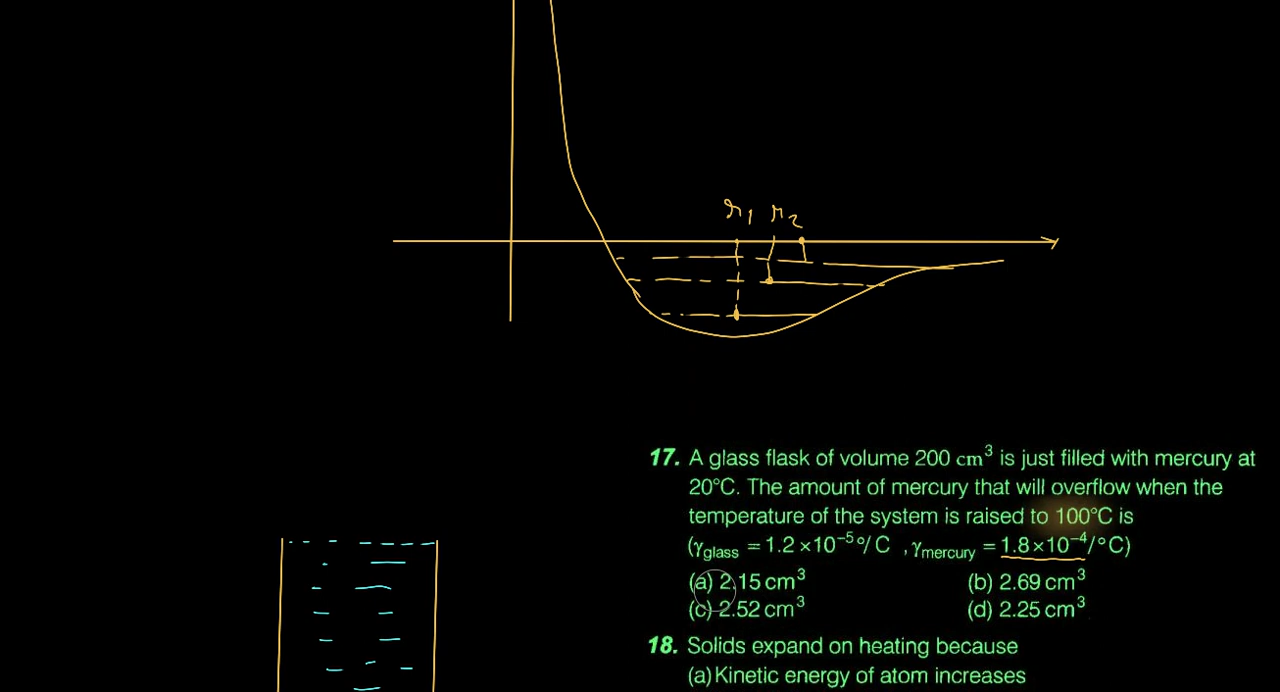 r₁ r₂
17. A glass flask of volume 200 cm³ is just filled with mercury at
20°C. The amount of mercury that will overflow when the
temperature of the system is raised to 100°C is
(γglass = 1.2 ×10⁻⁵°/ C , γmercury = 1.8×10⁻⁴/°C)
(a) 2.15 cm³ (b) 2.69 cm³
(c) 2.52 cm³ (d) 2.25 cm³
18. Solids expand on heating because
(a) Kinetic energy of atom increases